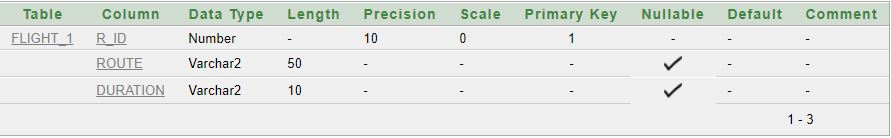 Table Column Data Type Length Precision Scale Primary Key Nullable Default Comment
FLIGHT_1 R_ID Number - 10 0 1 - - -
ROUTE Varchar2 50 - - - - -
DURATION Varchar2 10 - - - - -
1 - 3